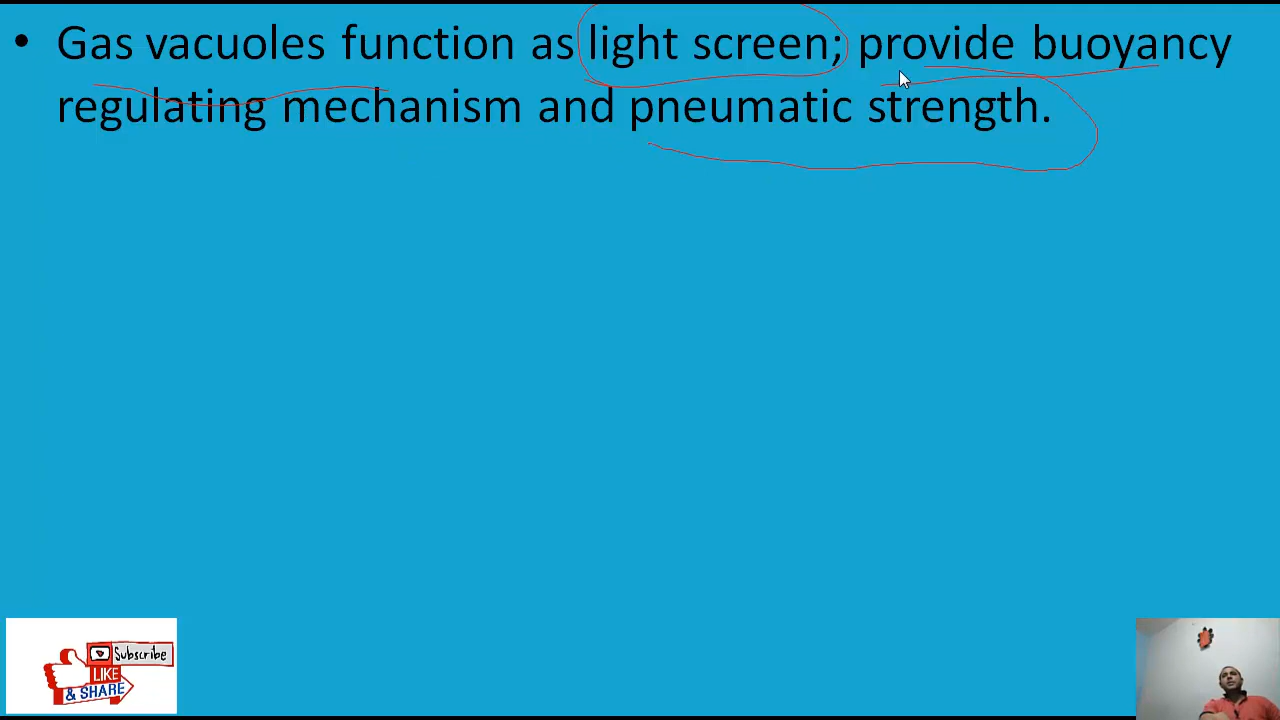 • Gas vacuoles function as light screen; provide buoyancy
regulating mechanism and pneumatic strength.
Subscribe
LIKE
& SHARE